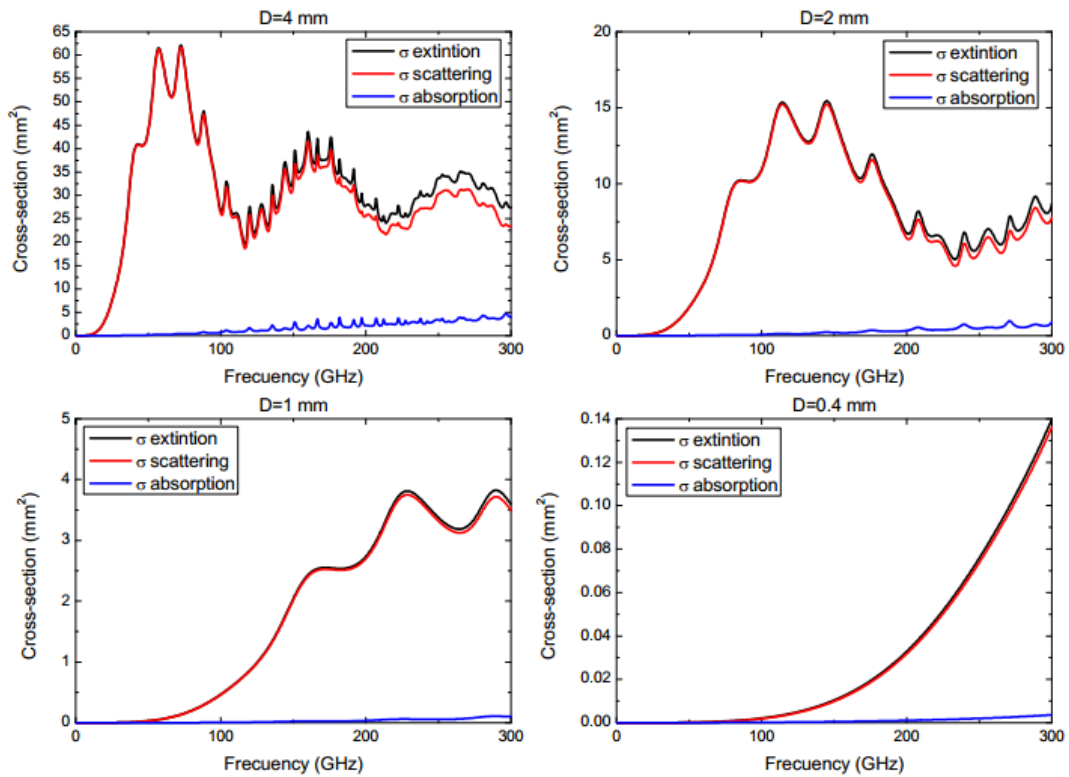 D=4 mm
65
60
55
50
45
40
35
30
25
20
15
10
5
0
Cross-section (mm²)
σ extintion
σ scattering
σ absorption
0
100
200
300
Frecuency (GHz)
D=2 mm
20
15
10
5
0
Cross-section (mm²)
σ extintion
σ scattering
σ absorption
0
100
200
300
Frecuency (GHz)
D=1 mm
5
4
3
2
1
0
Cross-section (mm²)
σ extintion
σ scattering
σ absorption
0
50
100
150
200
250
300
Frecuency (GHz)
D=0.4 mm
0.14
0.12
0.10
0.08
0.06
0.04
0.02
0.00
Cross-section (mm²)
σ extintion
σ scattering
σ absorption
0
100
200
300
Frecuency (GHz)